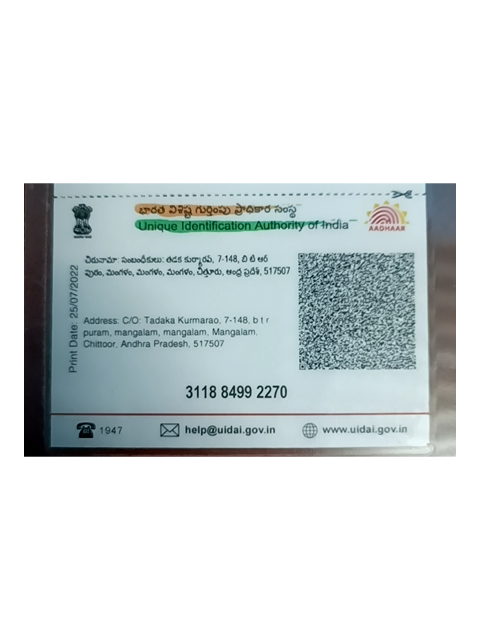 భారత విశిష్ట గుర్తింపు ప్రాధికార సంస్థ
Unique Identification Authority of India
AADHAAR
చిరునామా: సంబంధీకులు: తడక కుర్మారవ, 7-148, బి టి ఆర్
పురం, మంగళం, మంగళం, మంగళం, చిత్తూరు, ఆంధ్ర ప్రదేశ్, 517507
Print Date: 25/07/2022
Address: C/O: Tadaka Kurmarao, 7-148, b t r
puram, mangalam, mangalam, Mangalam,
Chittoor, Andhra Pradesh, 517507
3118 8499 2270
1947
help@uidai.gov.in
www.uidai.gov.in